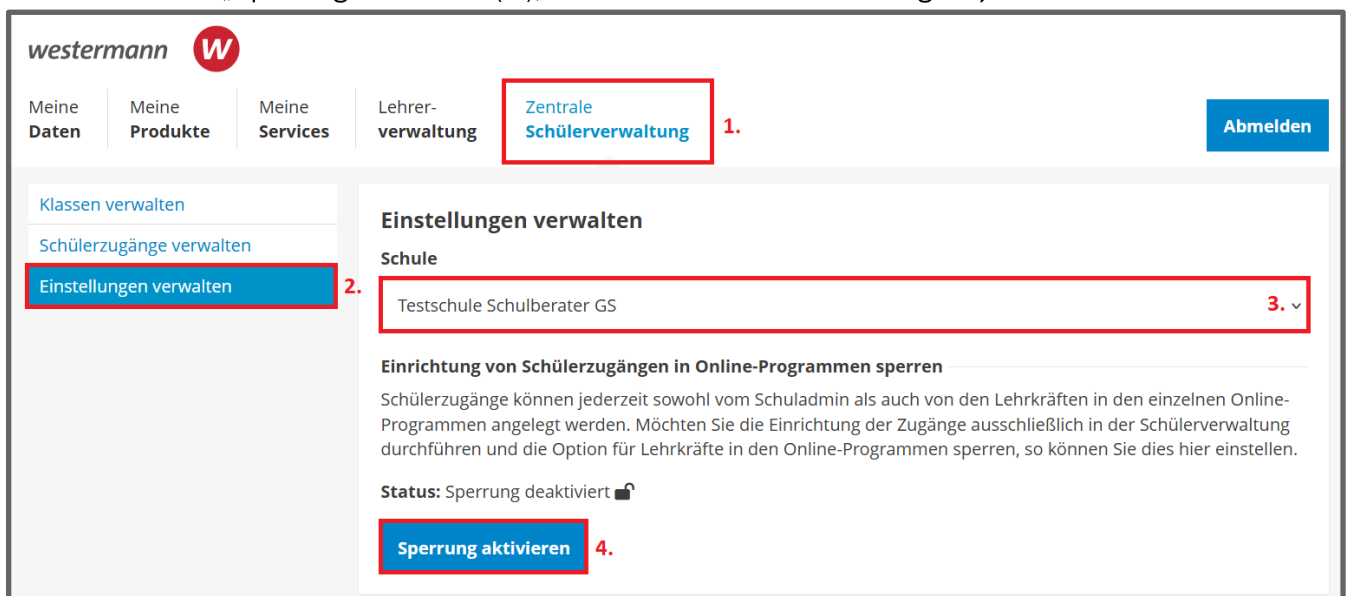 westermann W
Meine Daten
Meine Produkte
Meine Services
Lehrer-verwaltung
Zentrale Schülerverwaltung
1.
Abmelden
Klassen verwalten
Schülerzugänge verwalten
Einstellungen verwalten
2.
Einstellungen verwalten
Schule
Testschule Schulberater GS
3.
Einrichtung von Schülerzugängen in Online-Programmen sperren
Schülerzugänge können jederzeit sowohl vom Schuladmin als auch von den Lehrkräften in den einzelnen Online-
Programmen angelegt werden. Möchten Sie die Einrichtung der Zugänge ausschließlich in der Schülerverwaltung
durchführen und die Option für Lehrkräfte in den Online-Programmen sperren, so können Sie dies hier einstellen.
Status: Sperrung deaktiviert
Sperrung aktivieren
4.